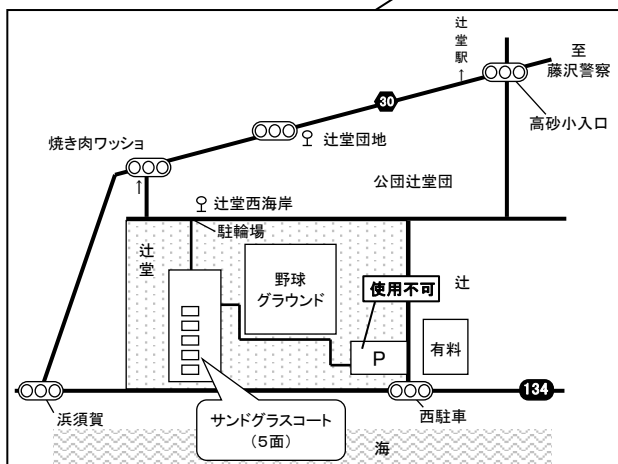 辻堂駅
↑
至
藤沢警察
30
高砂小入口
辻堂団地
焼き肉ワッショ
↑
公団辻堂団
辻堂西海岸
駐輪場
辻堂
野球
グラウンド
使用不可
辻
P
有料
134
浜須賀
サンドグラスコート
(5面)
西駐車
海